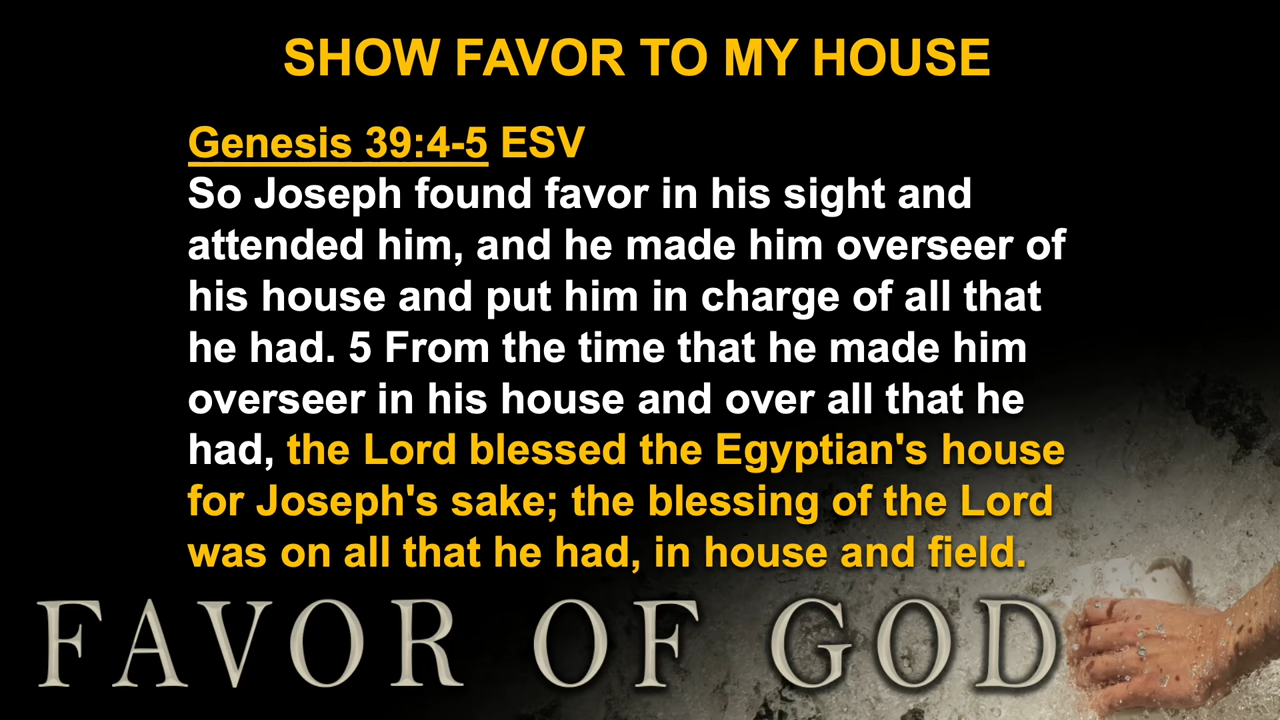 SHOW FAVOR TO MY HOUSE
Genesis 39:4-5 ESV
So Joseph found favor in his sight and
attended him, and he made him overseer of
his house and put him in charge of all that
he had. 5 From the time that he made him
overseer in his house and over all that he
had, the Lord blessed the Egyptian's house
for Joseph's sake; the blessing of the Lord
was on all that he had, in house and field.
FAVOR OF GOD